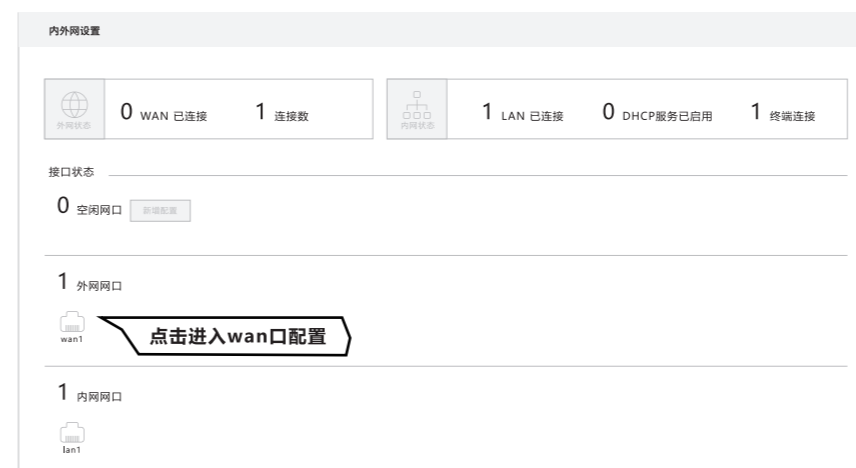 内外网设置
外网状态 0 WAN 已连接 1 连接数 内网状态 1 LAN 已连接 0 DHCP服务已启用 1 终端连接
接口状态
0 空闲网口 新增配置
1 外网网口
wan1 点击进入wan口配置
1 内网网口
lan1